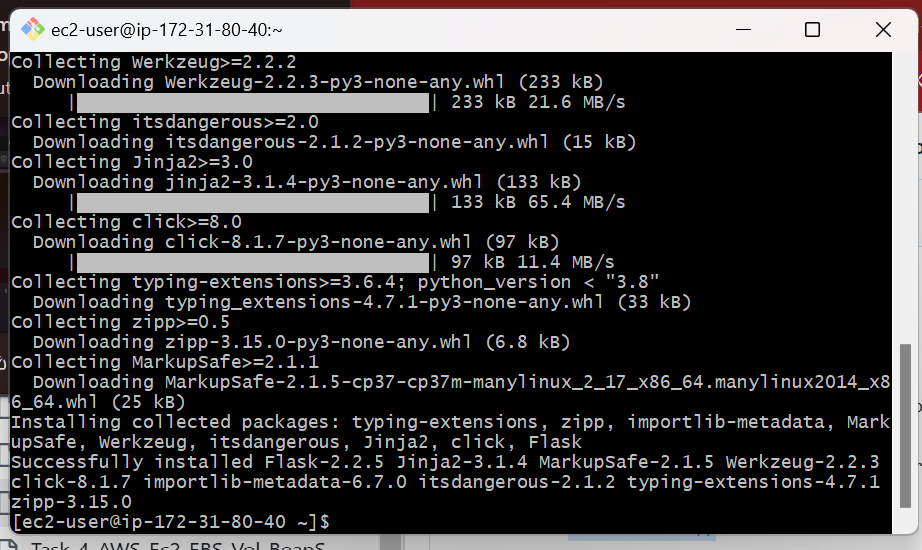 ec2-user@ip-172-31-80-40:~
Collecting Werkzeug>=2.2.2
Downloading Werkzeug-2.2.3-py3-none-any.whl (233 kB)
|████████████████████████████████| 233 kB 21.6 MB/s
Collecting itsdangerous>=2.0
Downloading itsdangerous-2.1.2-py3-none-any.whl (15 kB)
Collecting Jinja2>=3.0
Downloading jinja2-3.1.4-py3-none-any.whl (133 kB)
|████████████████████████████████| 133 kB 65.4 MB/s
Collecting click>=8.0
Downloading click-8.1.7-py3-none-any.whl (97 kB)
|████████████████████████████████| 97 kB 11.4 MB/s
Collecting typing-extensions>=3.6.4; python_version < "3.8"
Downloading typing_extensions-4.7.1-py3-none-any.whl (33 kB)
Collecting zipp>=0.5
Downloading zipp-3.15.0-py3-none-any.whl (6.8 kB)
Collecting MarkupSafe>=2.1.1
Downloading MarkupSafe-2.1.5-cp37-cp37m-manylinux_2_17_x86_64.manylinux2014_x8
6_64.whl (25 kB)
Installing collected packages: typing-extensions, zipp, importlib-metadata, Mark
upSafe, Werkzeug, itsdangerous, Jinja2, click, Flask
Successfully installed Flask-2.2.5 Jinja2-3.1.4 MarkupSafe-2.1.5 Werkzeug-2.2.3
click-8.1.7 importlib-metadata-6.7.0 itsdangerous-2.1.2 typing-extensions-4.7.1
zipp-3.15.0
[ec2-user@ip-172-31-80-40 ~]$